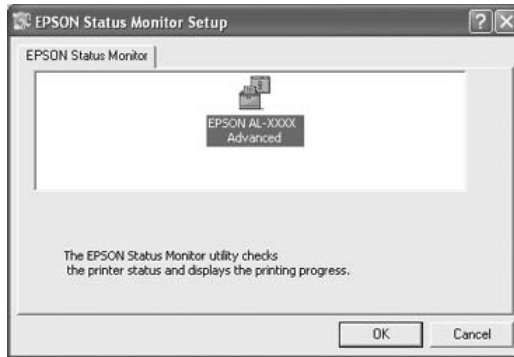 EPSON Status Monitor Setup
EPSON Status Monitor
EPSON AL-XXXX
Advanced
The EPSON Status Monitor utility checks
the printer status and displays the printing progress.
OK
Cancel